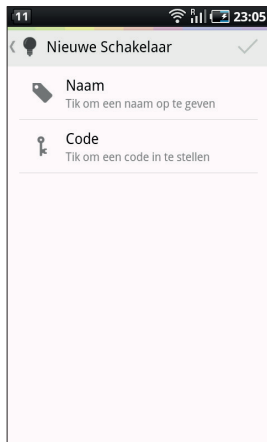 11 R 23:05
Nieuwe Schakelaar
Naam
Tik om een naam op te geven
Code
Tik om een code in te stellen